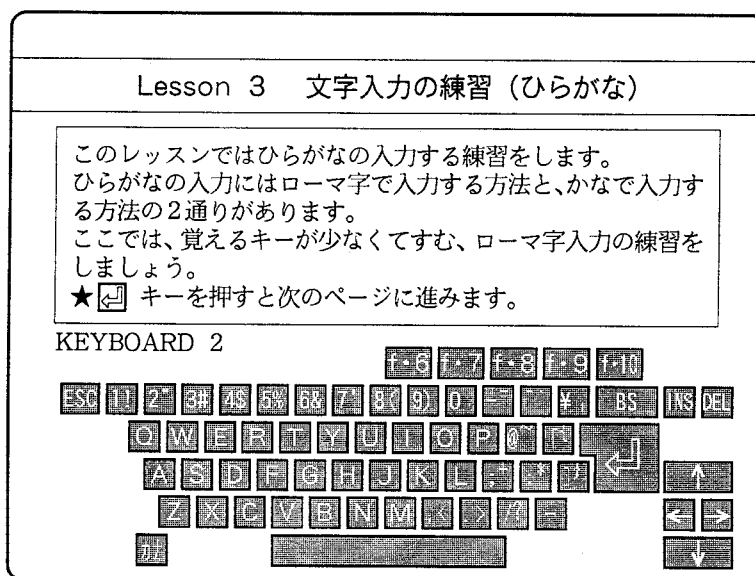 Lesson 3 文字入力の練習（ひらがな）
このレッスンではひらがなの入力する練習をします。
ひらがなの入力にはローマ字で入力する方法と、かなで入力す
る方法の２通りがあります。
ここでは、覚えるキーが少なくてすむ、ローマ字入力の練習を
しましょう。
★ キーを押すと次のページに進みます。
KEYBOARD 2
f・6 f・7 f・8 f・9 f・10
ESC 1! 2" 3# 4$ 5% 6& 7' 8( 9) 0 BS INS DEL
Q W E R T Y U I O P
A S D F G H J K L
Z X C V B N M < > /?